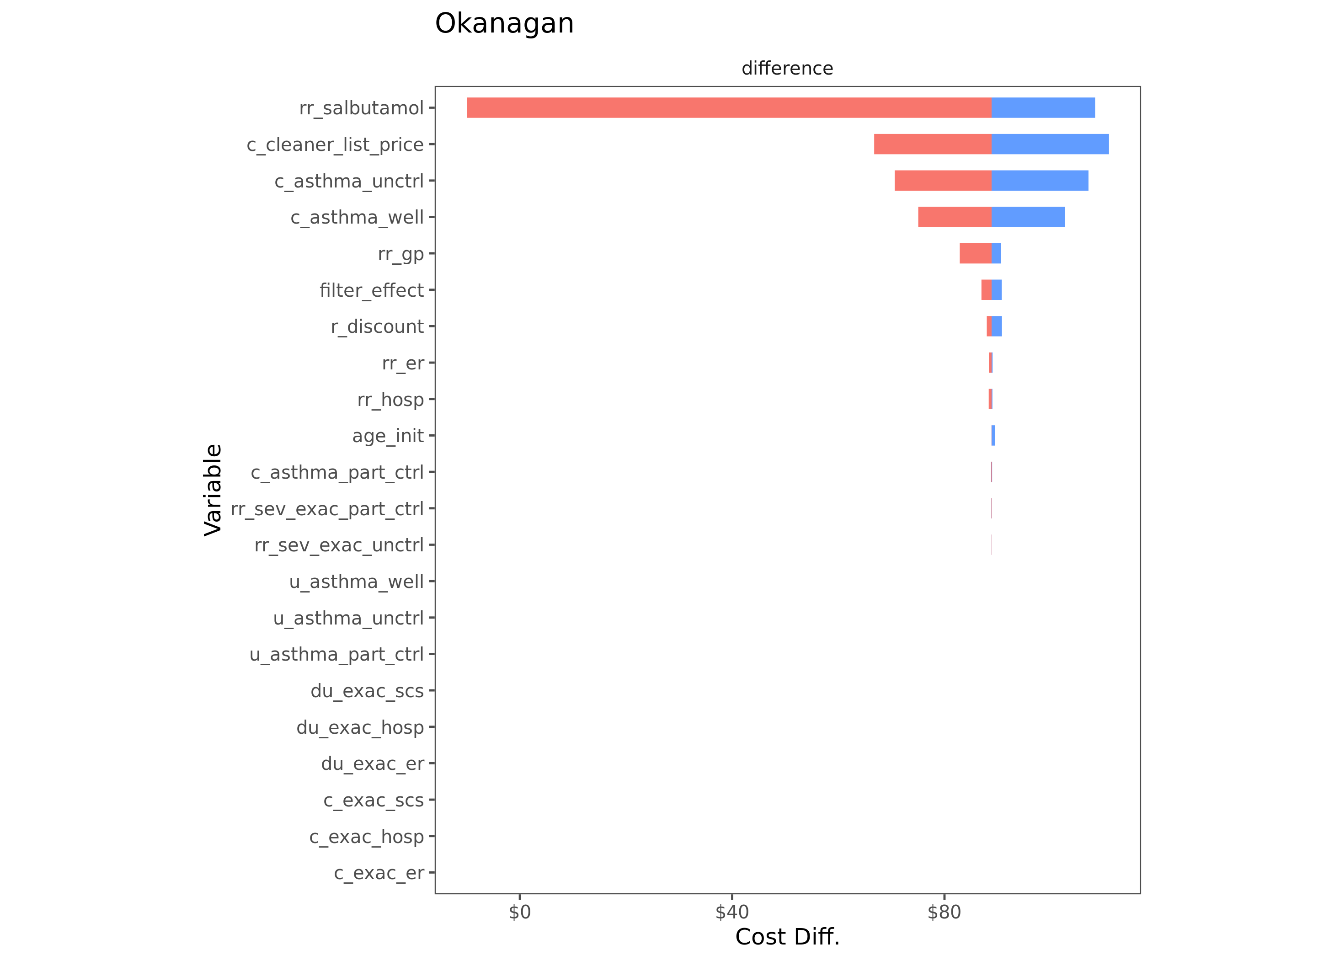 Okanagan
difference
rr_salbutamol
c_cleaner_list_price
c_asthma_unctrl
c_asthma_well
rr_gp
filter_effect
r_discount
rr_er
rr_hosp
age_init
c_asthma_part_ctrl
rr_sev_exac_part_ctrl
rr_sev_exac_unctrl
u_asthma_well
u_asthma_unctrl
u_asthma_part_ctrl
du_exac_scs
du_exac_hosp
du_exac_er
c_exac_scs
c_exac_hosp
c_exac_er
Variable
$0 $40 $80
Cost Diff.